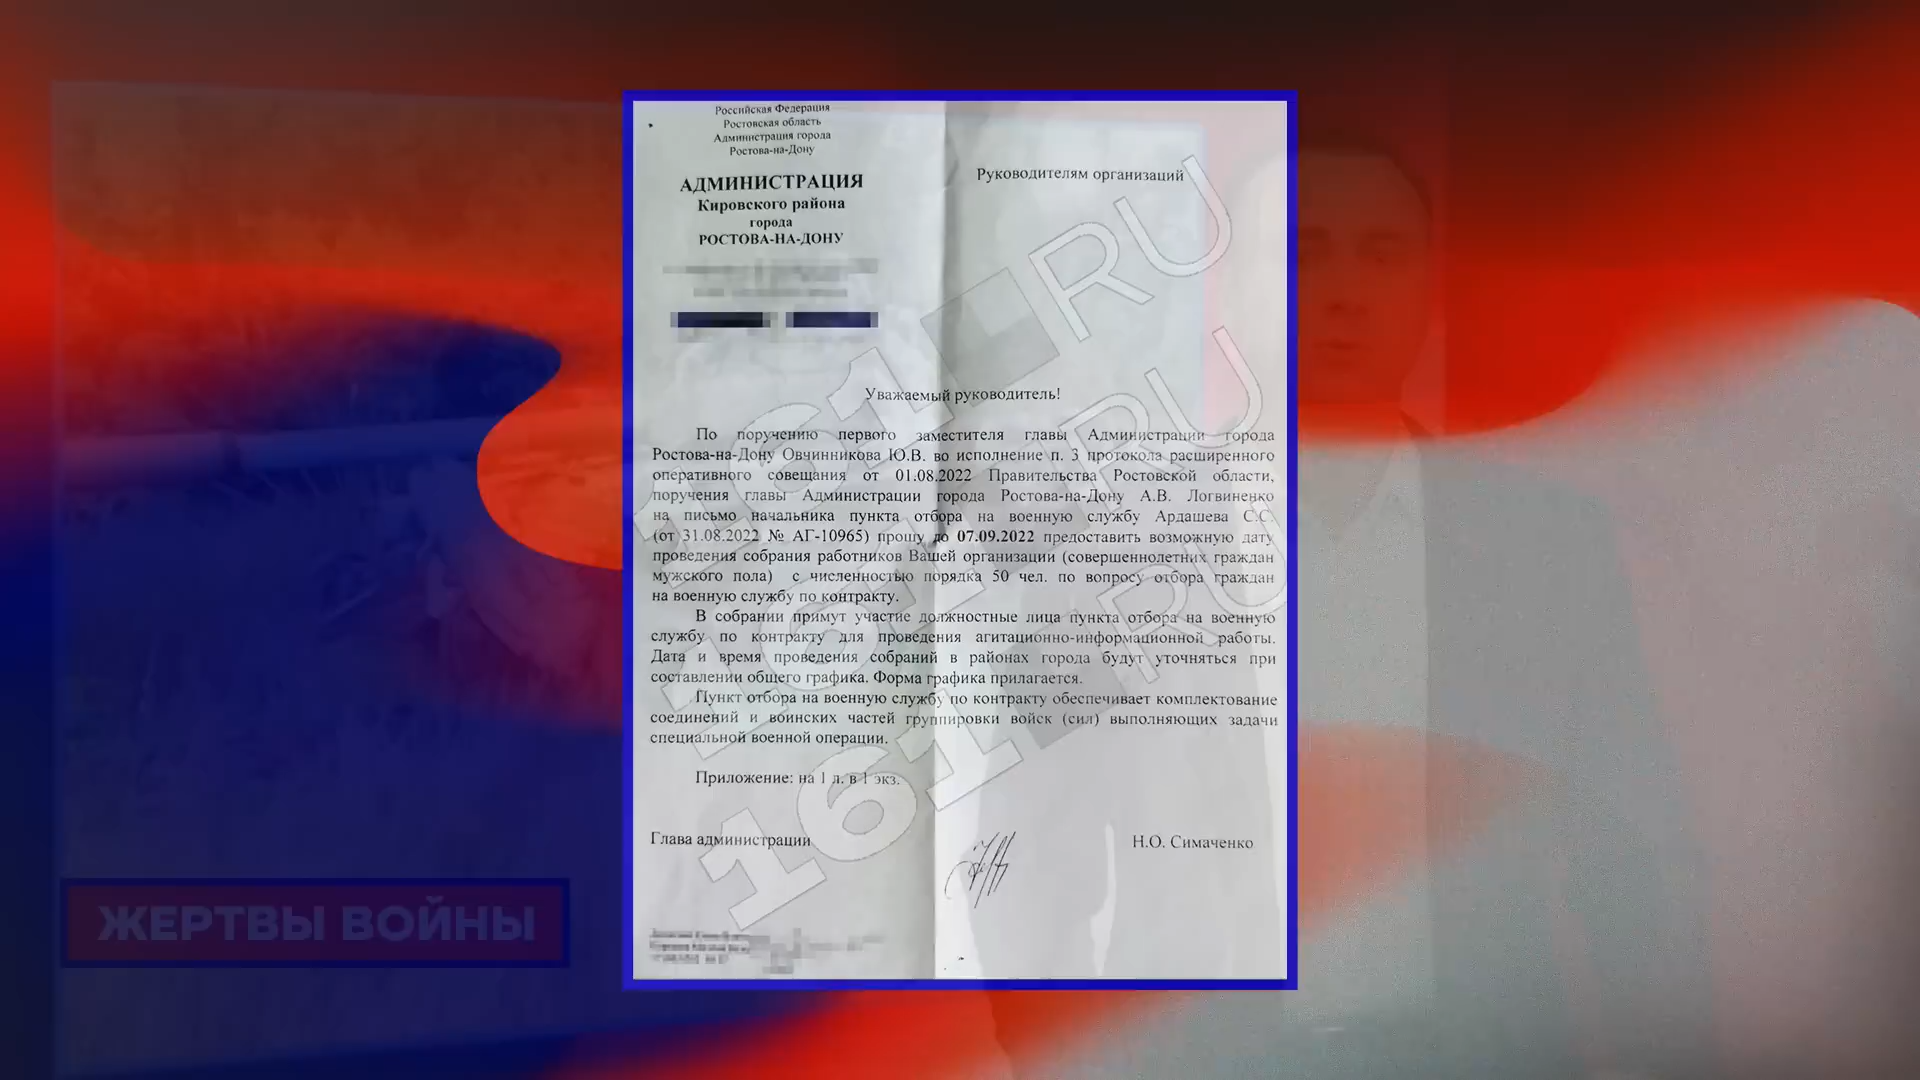 Российская Федерация
Ростовская область
Администрация города
Ростова-на-Дону
АДМИНИСТРАЦИЯ
Кировского района
города
РОСТОВА-НА-ДОНУ
Руководителям организаций
Уважаемый руководитель!
По поручению первого заместителя главы Администрации города
Ростова-на-Дону Овчинникова Ю.В. во исполнение п. 3 протокола расширенного
оперативного совещания от 01.08.2022 Правительства Ростовской области,
поручения главы Администрации города Ростова-на-Дону А.В. Логвиненко
на письмо начальника пункта отбора на военную службу Ардашева С.С.
(от 31.08.2022 № АГ-10965) прошу до 07.09.2022 предоставить возможную дату
проведения собрания работников Вашей организации (совершеннолетних граждан
мужского пола) с численностью порядка 50 чел. по вопросу отбора граждан
на военную службу по контракту.
В собрании примут участие должностные лица пункта отбора на военную
службу по контракту для проведения агитационно-информационной работы.
Дата и время проведения собраний в районах города будут уточняться при
составлении общего графика. Форма графика прилагается.
Пункт отбора на военную службу по контракту обеспечивает комплектование
соединений и воинских частей группировки войск (сил) выполняющих задачи
специальной военной операции.
Приложение: на 1 л. в 1 экз.
Глава администрации
Н.О. Симаченко
161.RU
161.RU
161.RU
ЖЕРТВЫ ВОЙНЫ